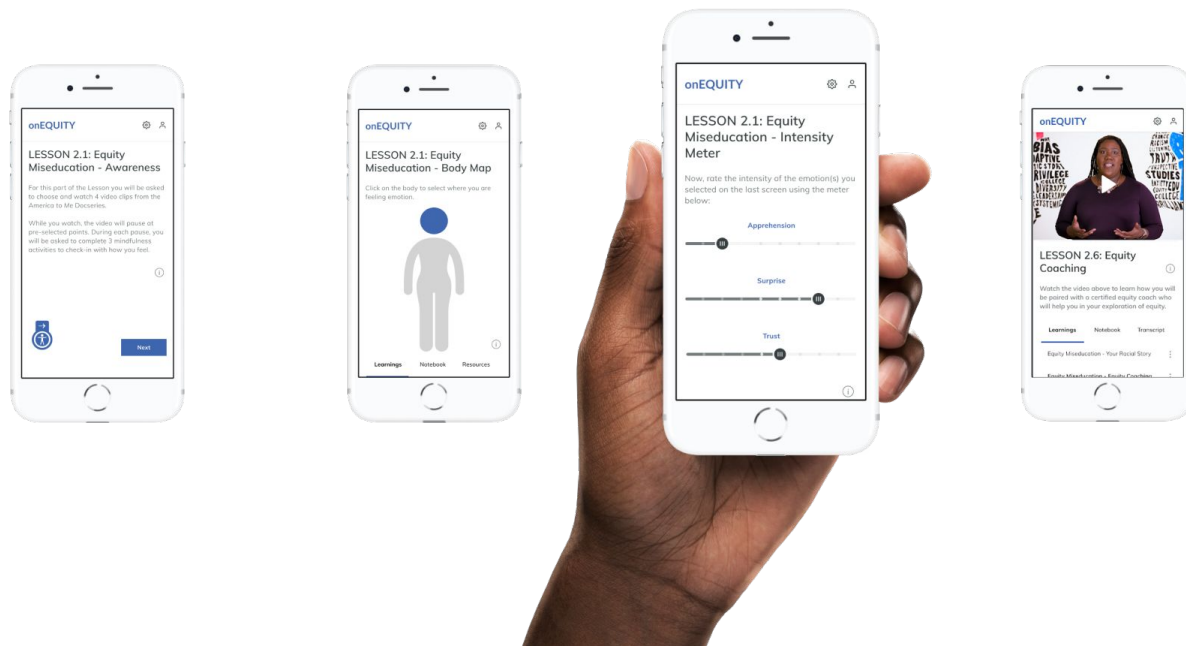 onEQUITY
LESSON 2.1: Equity
Miseducation - Awareness
For this part of the Lesson you will be asked
to choose and watch 4 video clips from the
America to Me Docseries.
While you watch, the video will pause at
pre-selected points. During each pause, you
will be asked to complete 3 mindfulness
activities to check-in with how you feel.
Next
onEQUITY
LESSON 2.1: Equity
Miseducation - Body Map
Click on the body to select where you are
feeling emotion.
Learnings Notebook Resources
onEQUITY
LESSON 2.1: Equity
Miseducation - Intensity
Meter
Now, rate the intensity of the emotion(s) you
selected on the last screen using the meter
below:
Apprehension
Surprise
Trust
onEQUITY
BIAS
RACISM
TRUTH
STUDIES
LESSON 2.6: Equity
Coaching
Watch the video above to learn how you will
be paired with a certified equity coach who
will help you in your exploration of equity.
Learnings Notebook Transcript
Equity Miseducation - Your Racial Story
Equity Miseducation - Equity Coaching